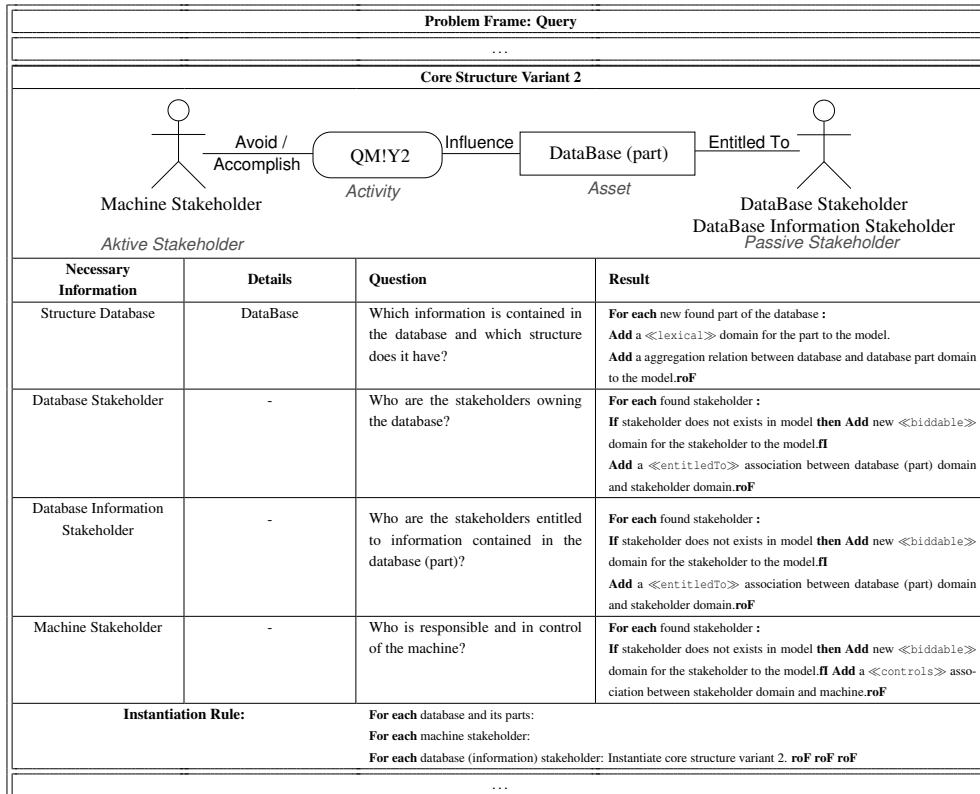 Problem Frame: Query
. . .
Core Structure Variant 2
Avoid /
Accomplish
QM!Y2
Influence
DataBase (part)
Entitled To
Activity
Asset
Machine Stakeholder
DataBase Stakeholder
DataBase Information Stakeholder
Aktive Stakeholder
Passive Stakeholder
Necessary
Information
Details
Question
Result
Structure Database
DataBase
Which information is contained in
the database and which structure
does it have?
For each new found part of the database :
Add a ≪lexical≫ domain for the part to the model.
Add a aggregation relation between database and database part domain
to the model.roF
Database Stakeholder
-
Who are the stakeholders owning
the database?
For each found stakeholder :
If stakeholder does not exists in model then Add new ≪biddable≫
domain for the stakeholder to the model.fI
Add a ≪entitledTo≫ association between database (part) domain
and stakeholder domain.roF
Database Information
Stakeholder
-
Who are the stakeholders entitled
to information contained in the
database (part)?
For each found stakeholder :
If stakeholder does not exists in model then Add new ≪biddable≫
domain for the stakeholder to the model.fI
Add a ≪entitledTo≫ association between database (part) domain
and stakeholder domain.roF
Machine Stakeholder
-
Who is responsible and in control
of the machine?
For each found stakeholder :
If stakeholder does not exists in model then Add new ≪biddable≫
domain for the stakeholder to the model.fI Add a ≪controls≫ asso-
ciation between stakeholder domain and machine.roF
Instantiation Rule:
For each database and its parts:
For each machine stakeholder:
For each database (information) stakeholder: Instantiate core structure variant 2. roF roF roF
. . .